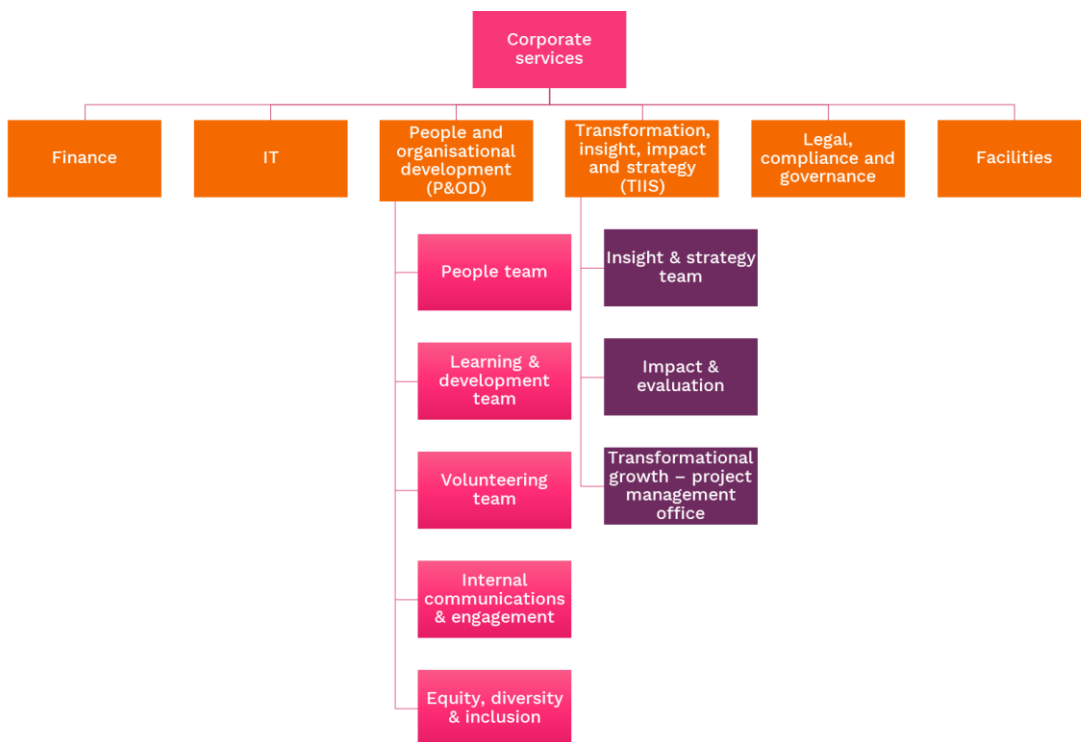 Corporate
services
Finance
IT
People and
organisational
development
(P&OD)
Transformation,
insight, impact
and strategy
(TIIS)
Legal,
compliance and
governance
Facilities
People team
Learning &
development
team
Volunteering
team
Internal
communications
& engagement
Equity, diversity
& inclusion
Insight & strategy
team
Impact &
evaluation
Transformational
growth – project
management
office